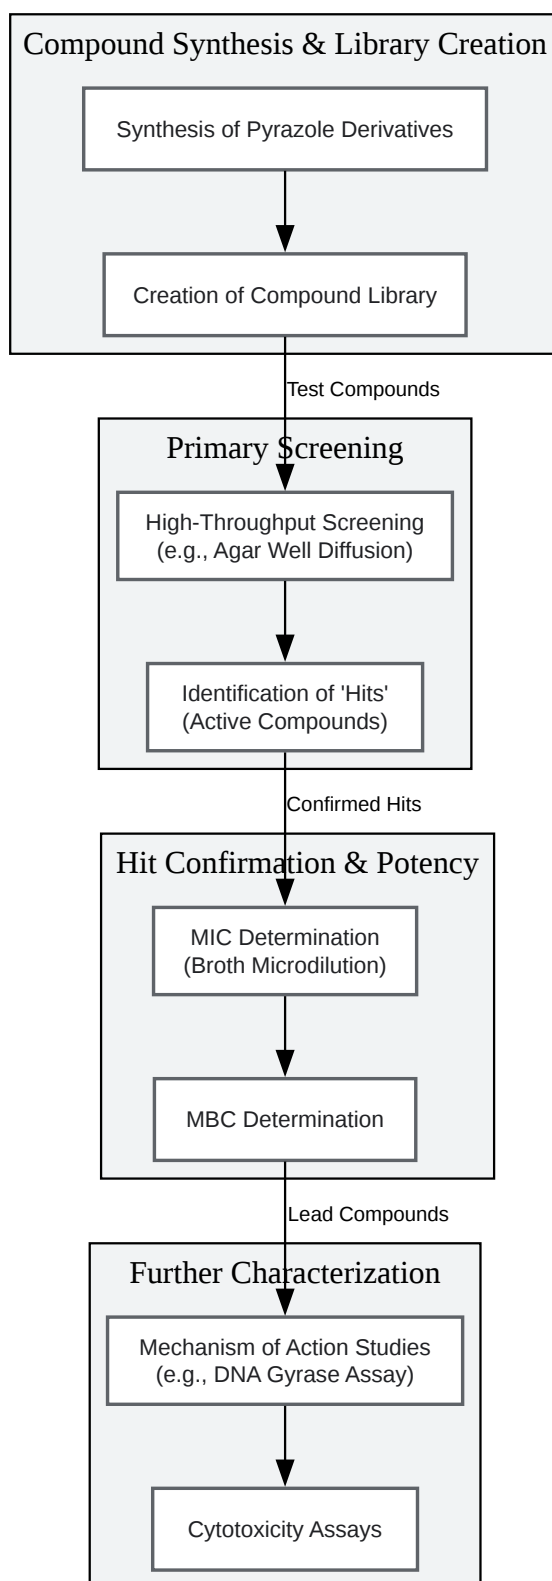 Compound Synthesis & Library Creation
Synthesis of Pyrazole Derivatives
Creation of Compound Library
Test Compounds
Primary Screening
High-Throughput Screening
(e.g., Agar Well Diffusion)
Identification of 'Hits'
(Active Compounds)
Confirmed Hits
Hit Confirmation & Potency
MIC Determination
(Broth Microdilution)
MBC Determination
Lead Compounds
Further Characterization
Mechanism of Action Studies
(e.g., DNA Gyrase Assay)
Cytotoxicity Assays